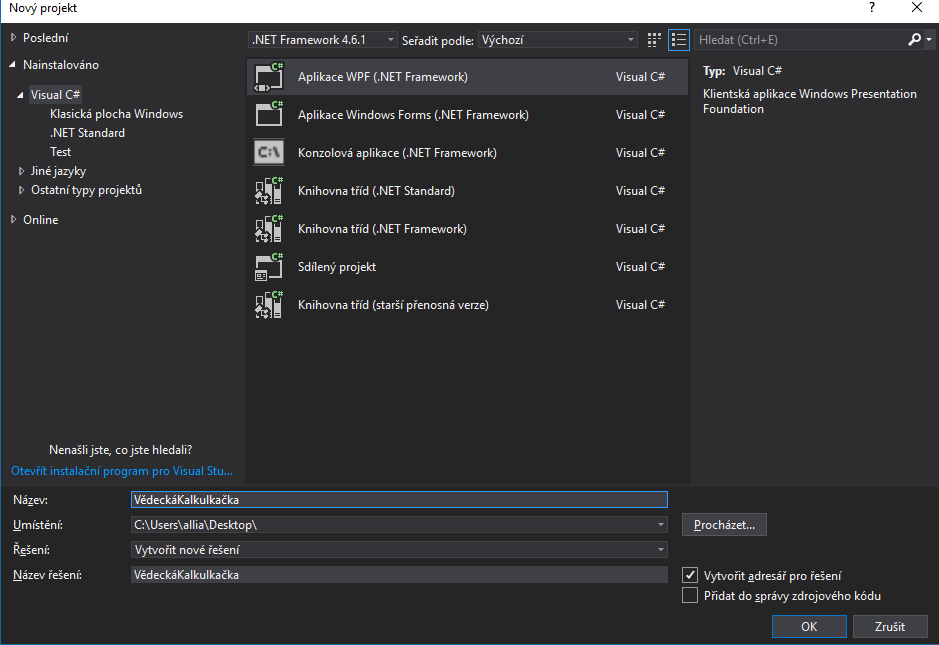 Nový projekt
?
Poslední
Nainstalováno
Visual C#
Klasická plocha Windows
.NET Standard
Test
Jiné jazyky
Ostatní typy projektů
Online
Nenašli jste, co jste hledali?
Otevřít instalační program pro Visual Stu...
.NET Framework 4.6.1
Seřadit podle:
Výchozí
C# Aplikace WPF (.NET Framework) Visual C#
C# Aplikace Windows Forms (.NET Framework) Visual C#
C:\ Konzolová aplikace (.NET Framework) Visual C#
C# Knihovna tříd (.NET Standard) Visual C#
C# Knihovna tříd (.NET Framework) Visual C#
C# Sdílený projekt Visual C#
C# Knihovna tříd (starší přenosná verze) Visual C#
Hledat (Ctrl+E)
Typ: Visual C#
Klientská aplikace Windows Presentation
Foundation
Název: VědeckáKalkulkačka
Umístění: C:\Users\allia\Desktop\ Procházet...
Řešení: Vytvořit nové řešení
Název řešení: VědeckáKalkulkačka
Vytvořit adresář pro řešení
Přidat do správy zdrojového kódu
OK Zrušit